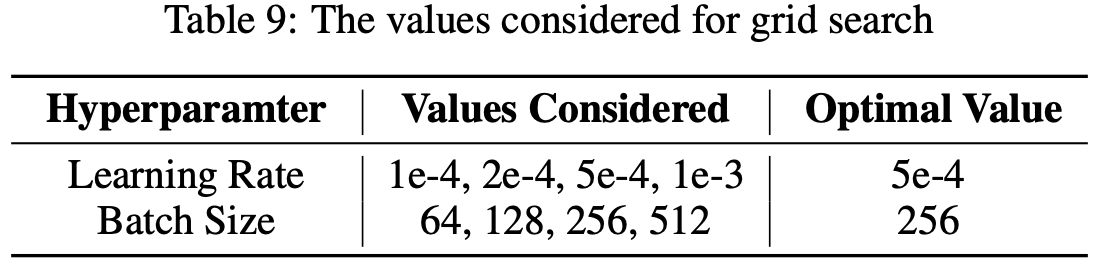 Table 9: The values considered for grid search
Hyperparamter Values Considered Optimal Value
Learning Rate 1e-4, 2e-4, 5e-4, 1e-3 5e-4
Batch Size 64, 128, 256, 512 256